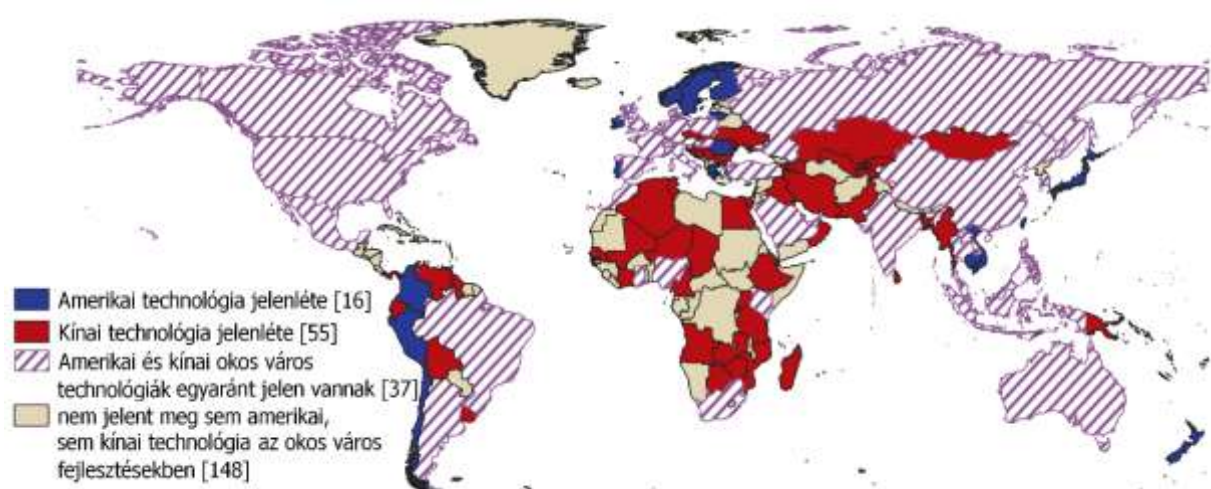 Amerikai technológia jelenléte [16]
Kínai technológia jelenléte [55]
Amerikai és kínai okos város
technológiák egyaránt jelen vannak [37]
nem jelent meg sem amerikai,
sem kínai technológia az okos város
fejlesztésekben [148]